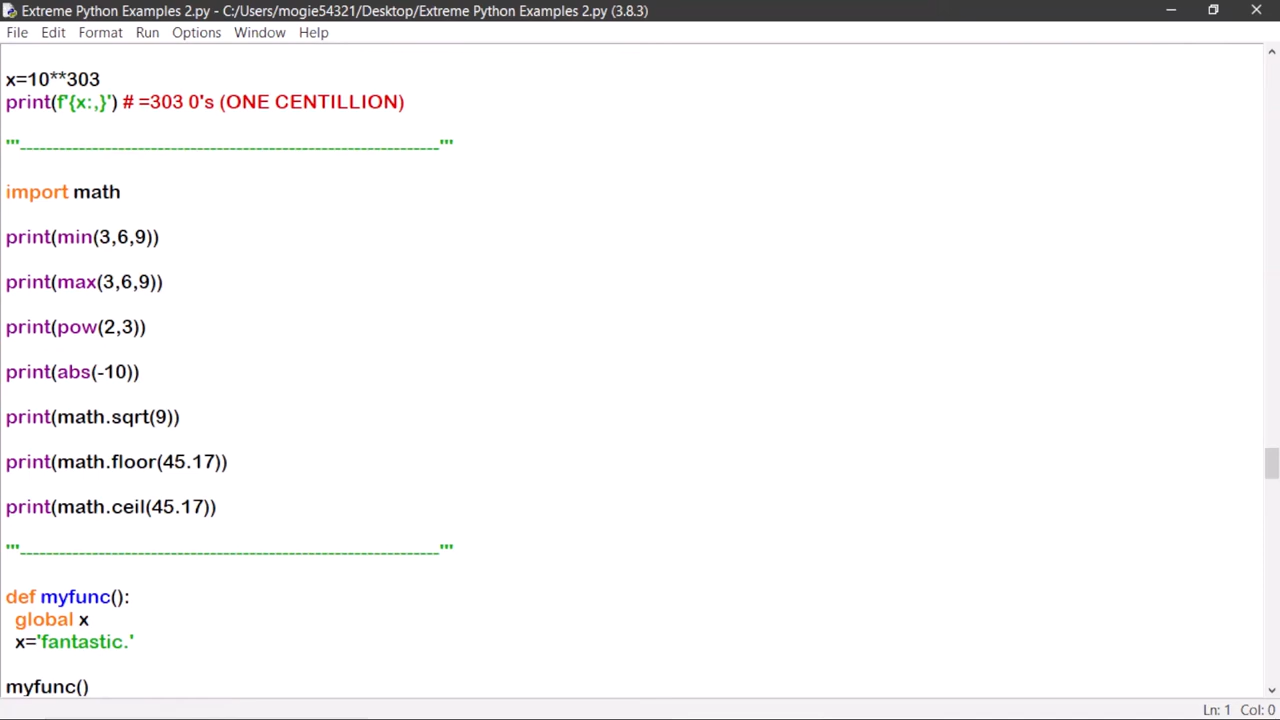 Extreme Python Examples 2.py - C:/Users/mogie54321/Desktop/Extreme Python Examples 2.py (3.8.3)
File Edit Format Run Options Window Help
x=10**303
print(f'{x:,}') # =303 0's (ONE CENTILLION)
'''________________________________________________________________'''
import math
print(min(3,6,9))
print(max(3,6,9))
print(pow(2,3))
print(abs(-10))
print(math.sqrt(9))
print(math.floor(45.17))
print(math.ceil(45.17))
'''________________________________________________________________'''
def myfunc():
 global x
 x='fantastic.'
myfunc()
Ln: 1 Col: 0